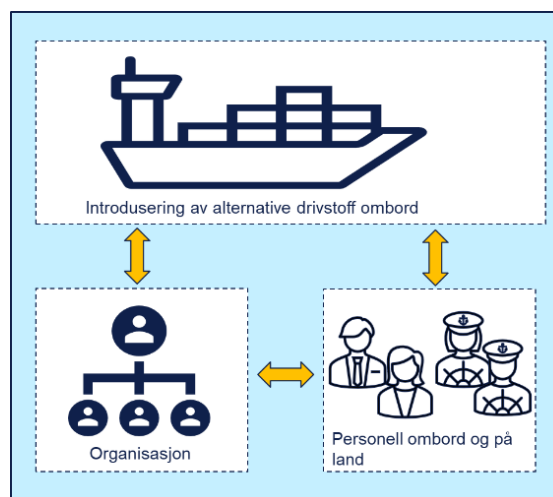 Introdusering av alternative drivstoff ombord
Organisasjon
Personell ombord og på
land